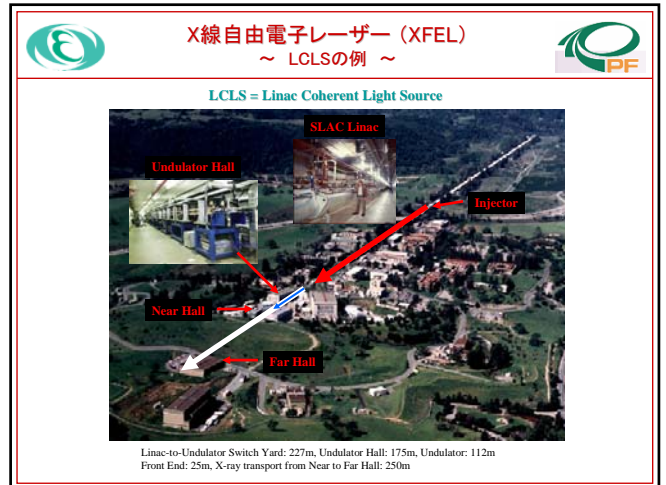 X線自由電子レーザー (XFEL)
～ LCLSの例 ～
PF
LCLS = Linac Coherent Light Source
SLAC Linac
Undulator Hall
Injector
Near Hall
Far Hall
Linac-to-Undulator Switch Yard: 227m, Undulator Hall: 175m, Undulator: 112m
Front End: 25m, X-ray transport from Near to Far Hall: 250m